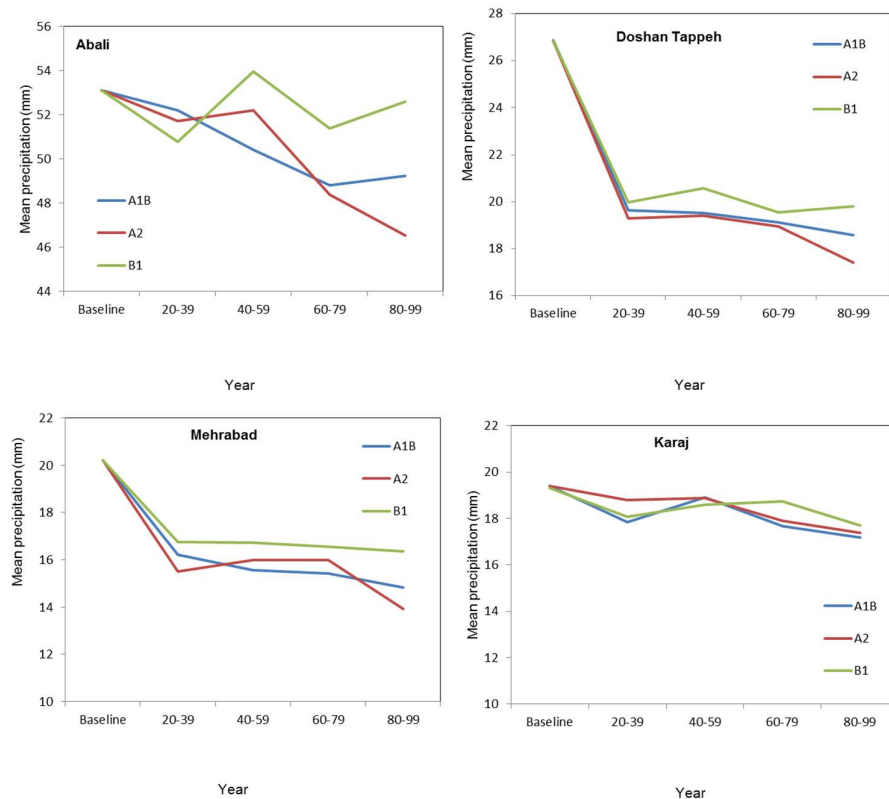 Abali
Mean precipitation (mm)
56
54
52
50
48
46
44
A1B
A2
B1
Baseline 20-39 40-59 60-79 80-99
Year
Doshan Tappeh
Mean precipitation (mm)
28
26
24
22
20
18
16
A1B
A2
B1
Baseline 20-39 40-59 60-79 80-99
Year
Mehrabad
Mean precipitation (mm)
22
20
18
16
14
12
10
A1B
A2
B1
Baseline 20-39 40-59 60-79 80-99
Year
Karaj
Mean precipitation (mm)
22
20
18
16
14
12
10
A1B
A2
B1
Baseline 20-39 40-59 60-79 80-99
Year